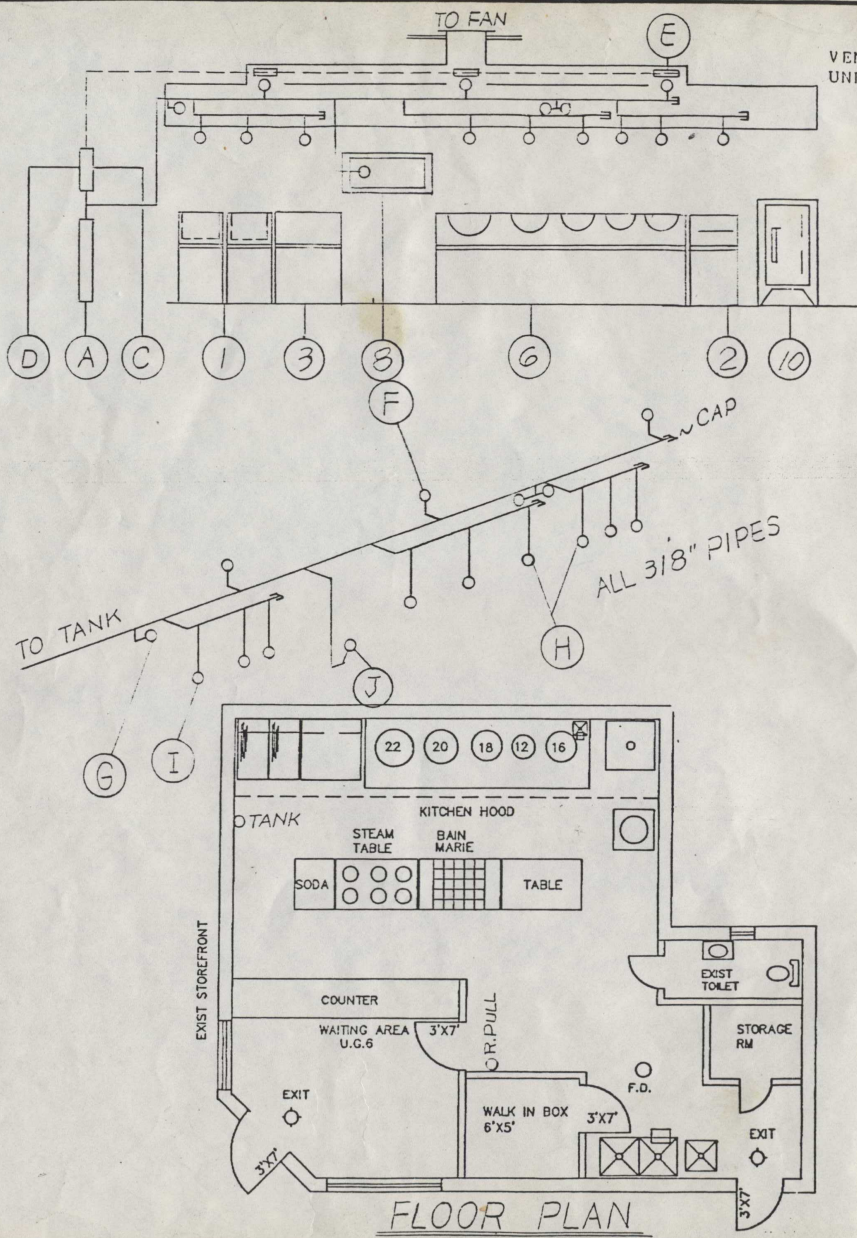 TO FAN
E
VEN
UNI
D
A
C
1
3
8
6
2
10
F
~CAP
ALL 3/8" PIPES
TO TANK
H
J
G
I
22
20
18
12
16
KITCHEN HOOD
TANK
STEAM
TABLE
BAIN
MARIE
SODA
TABLE
EXIST STOREFRONT
EXIST
TOILET
COUNTER
WAITING AREA
U.G.6
3'X7'
R.PULL
STORAGE
RM
F.D.
EXIT
WALK IN BOX
6'X5'
3'X7'
EXIT
3'X7'
3'X7'
FLOOR PLAN